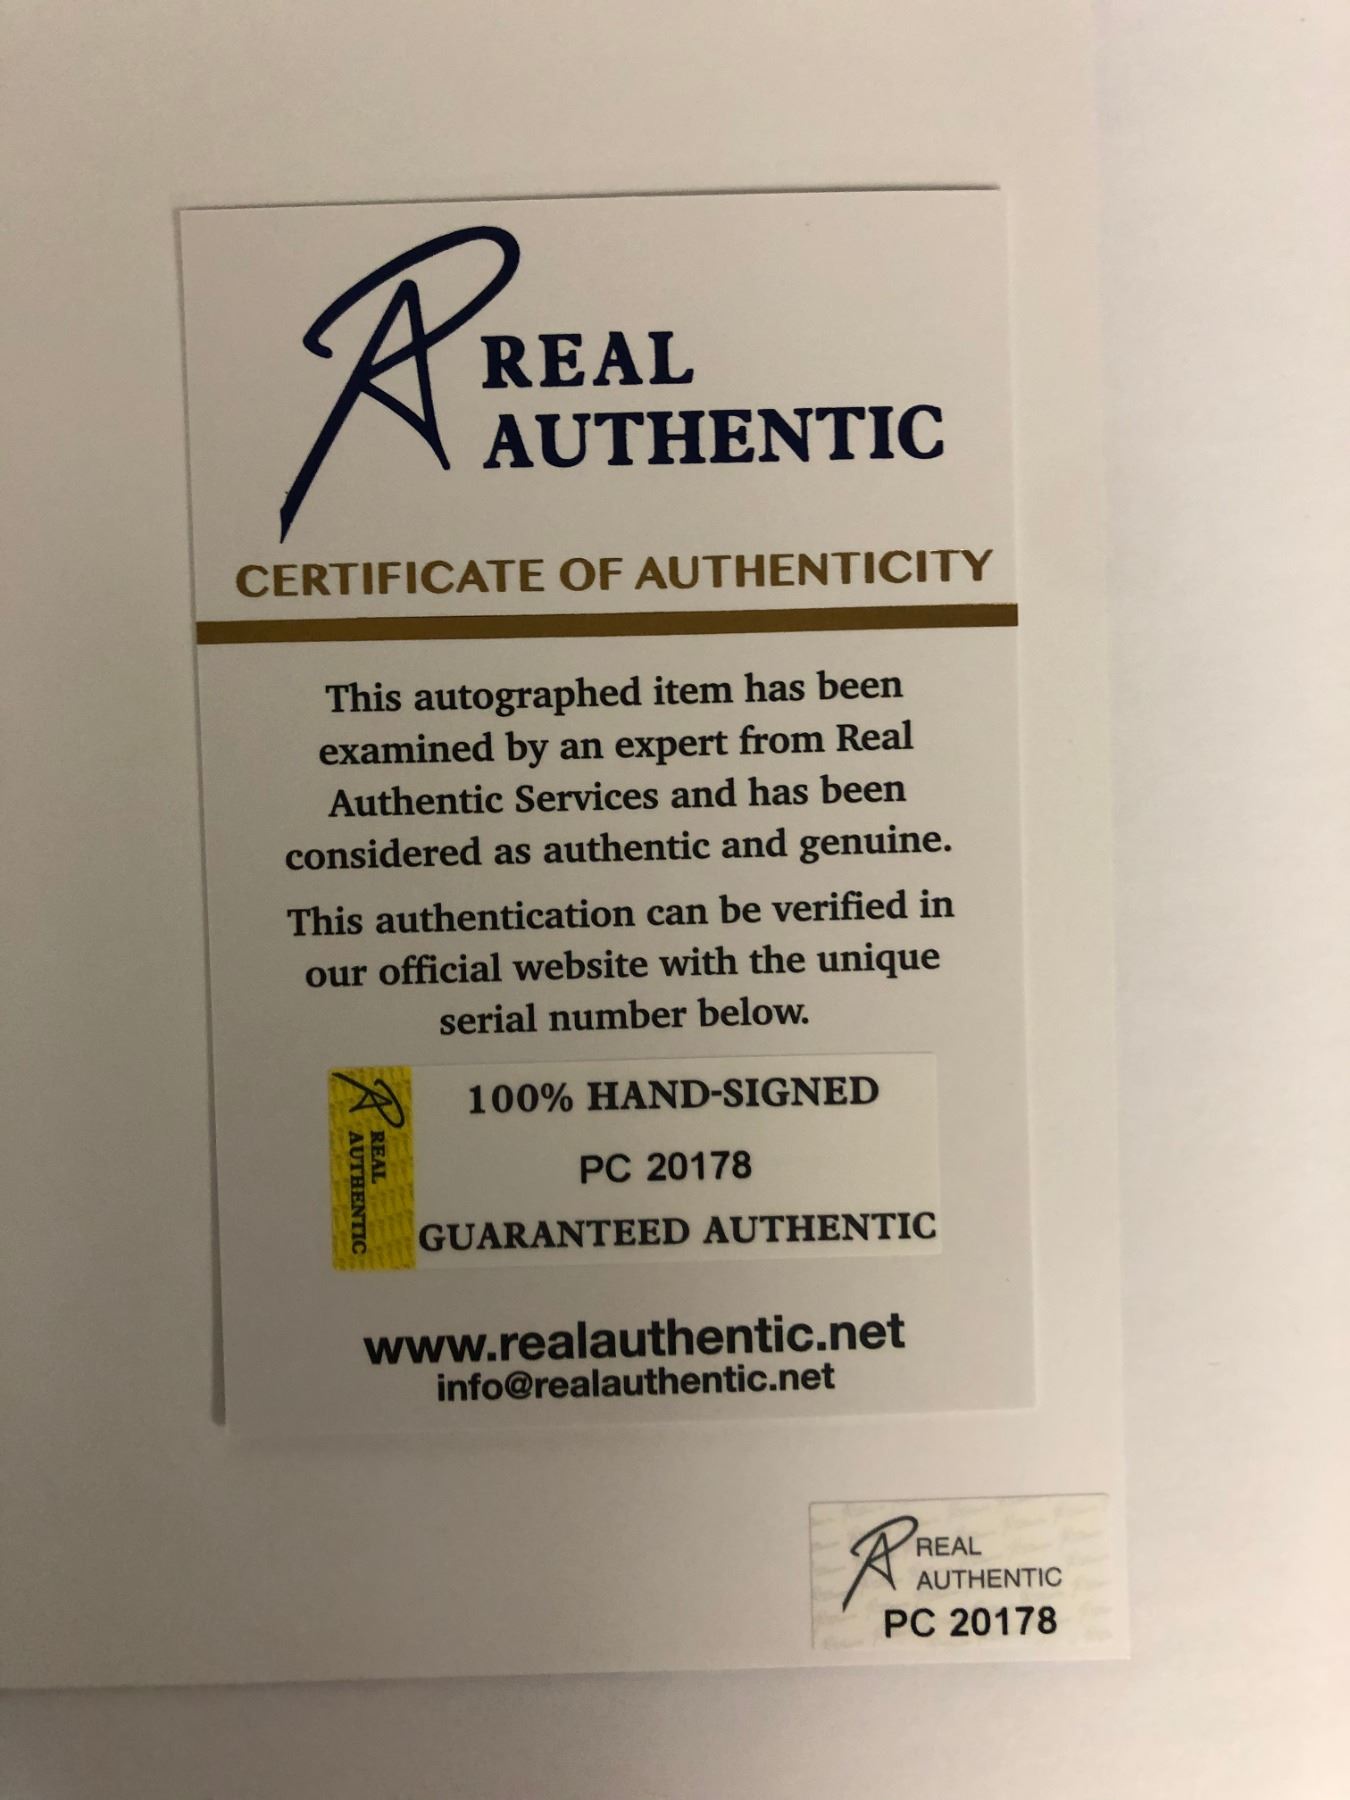 REAL
AUTHENTIC
CERTIFICATE OF AUTHENTICITY
This autographed item has been
examined by an expert from Real
Authentic Services and has been
considered as authentic and genuine.
This authentication can be verified in
our official website with the unique
serial number below.
REAL
AUTHENTIC
100% HAND-SIGNED
PC 20178
GUARANTEED AUTHENTIC
www.realauthentic.net
info@realauthentic.net
REAL
AUTHENTIC
PC 20178